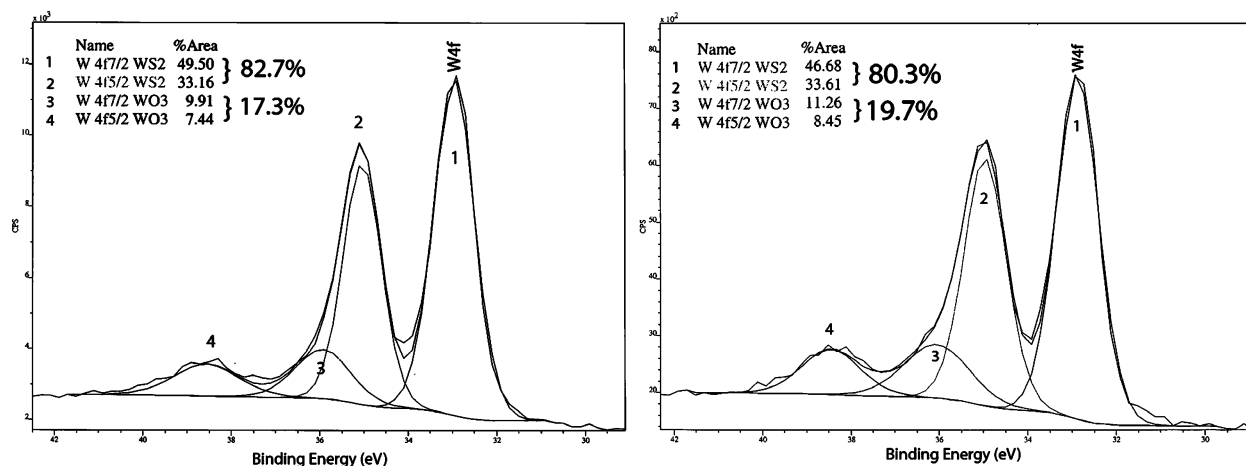 x 10³
Name %Area
1 W 4f7/2 WS2 49.50
2 W 4f5/2 WS2 33.16
} 82.7%
3 W 4f7/2 WO3 9.91
4 W 4f5/2 WO3 7.44
} 17.3%
W4f
2
1
4
3
12
10
8
6
4
2
CPS
42 40 38 36 34 32 30
Binding Energy (eV)
x 10²
Name %Area
1 W 4f7/2 WS2 46.68
2 W 4f5/2 WS2 33.61
} 80.3%
3 W 4f7/2 WO3 11.26
4 W 4f5/2 WO3 8.45
} 19.7%
W4f
1
2
4
3
80
70
60
50
40
30
20
CPS
42 40 38 36 34 32 30
Binding Energy (eV)